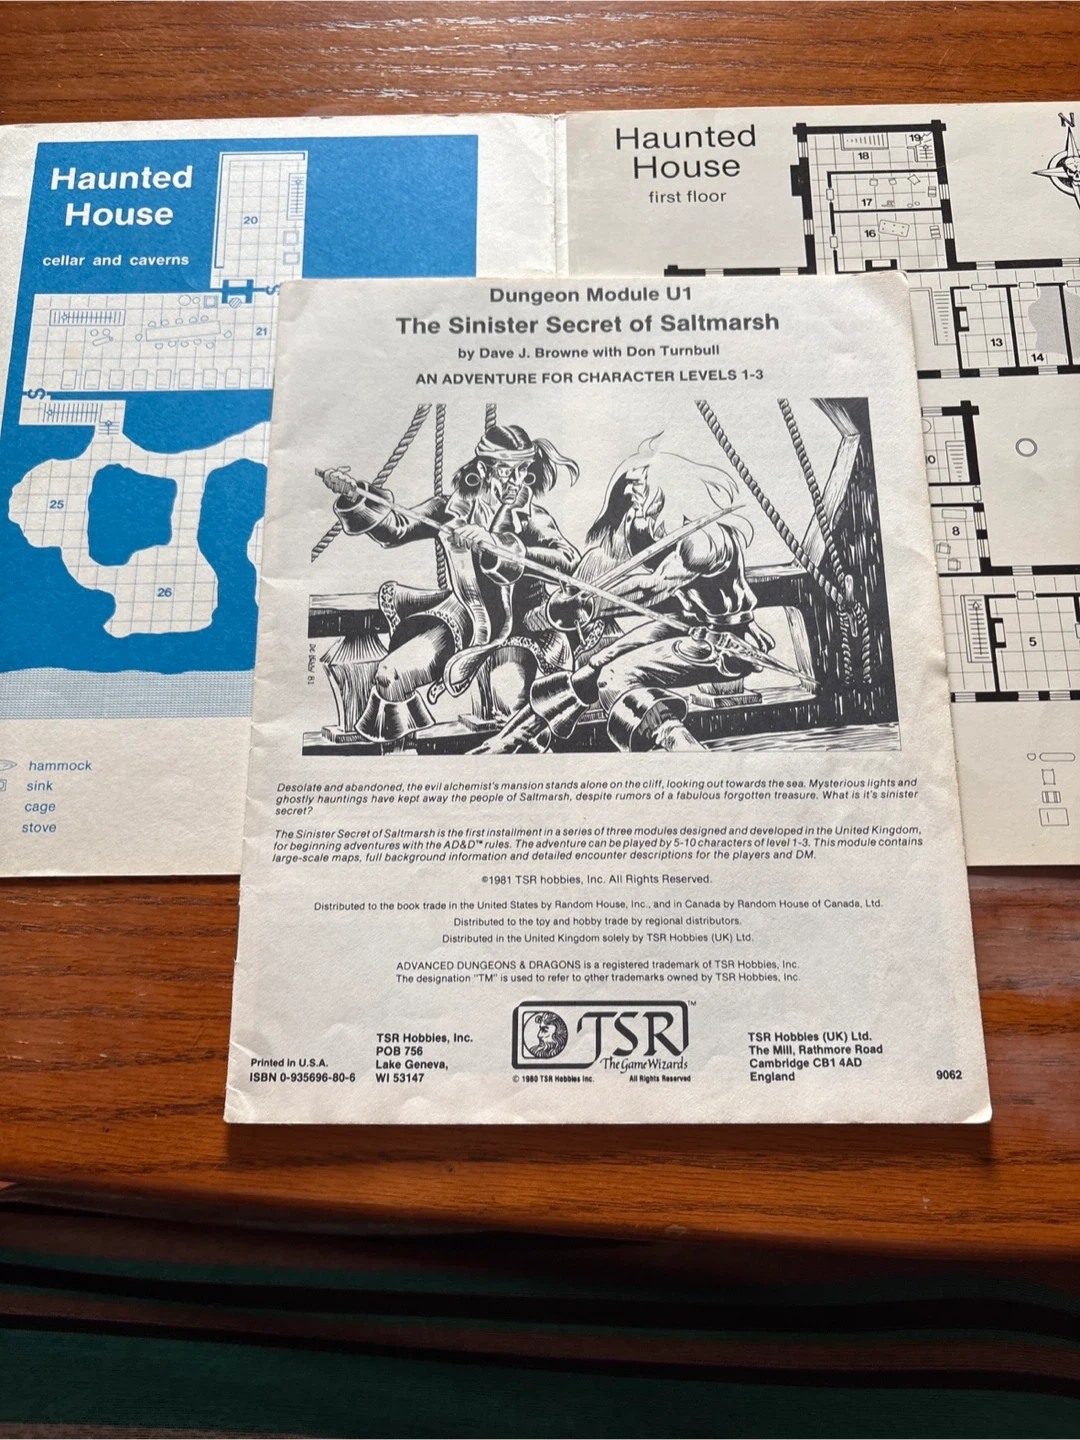 Haunted
House
cellar and caverns
20
21
25
26
hammock
sink
cage
stove
Haunted
House
first floor
N
19
18
17
16
13
14
10
8
5
Dungeon Module U1
The Sinister Secret of Saltmarsh
by Dave J. Browne with Don Turnbull
AN ADVENTURE FOR CHARACTER LEVELS 1-3
Desolate and abandoned, the evil alchemist's mansion stands alone on the cliff, looking out towards the sea. Mysterious lights and
ghostly hauntings have kept away the people of Saltmarsh, despite rumors of a fabulous forgotten treasure. What is it's sinister
secret?
The Sinister Secret of Saltmarsh is the first installment in a series of three modules designed and developed in the United Kingdom,
for beginning adventures with the AD&D™ rules. The adventure can be played by 5-10 characters of level 1-3. This module contains
large-scale maps, full background information and detailed encounter descriptions for the players and DM.
©1981 TSR hobbies, Inc. All Rights Reserved.
Distributed to the book trade in the United States by Random House, Inc., and in Canada by Random House of Canada, Ltd.
Distributed to the toy and hobby trade by regional distributors.
Distributed in the United Kingdom solely by TSR Hobbies (UK) Ltd.
ADVANCED DUNGEONS & DRAGONS is a registered trademark of TSR Hobbies, Inc.
The designation "TM" is used to refer to other trademarks owned by TSR Hobbies, Inc.
Printed in U.S.A.
ISBN 0-935696-80-6
TSR Hobbies, Inc.
POB 756
Lake Geneva,
WI 53147
TSR™
The Game Wizards
© 1980 TSR Hobbies Inc. All Rights Reserved
TSR Hobbies (UK) Ltd.
The Mill, Rathmore Road
Cambridge CB1 4AD
England
9062